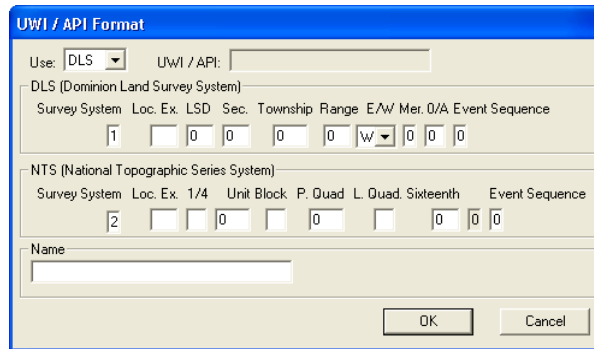 UWI / API Format
Use: DLS UWI / API:
DLS (Dominion Land Survey System)
Survey System Loc. Ex. LSD Sec. Township Range E/W Mer. 0/A Event Sequence
1 0 0 0 0 W 0 0 0
NTS (National Topographic Series System)
Survey System Loc. Ex. 1/4 Unit Block P. Quad L. Quad. Sixteenth Event Sequence
2 0 0 0 0 0
Name
OK Cancel